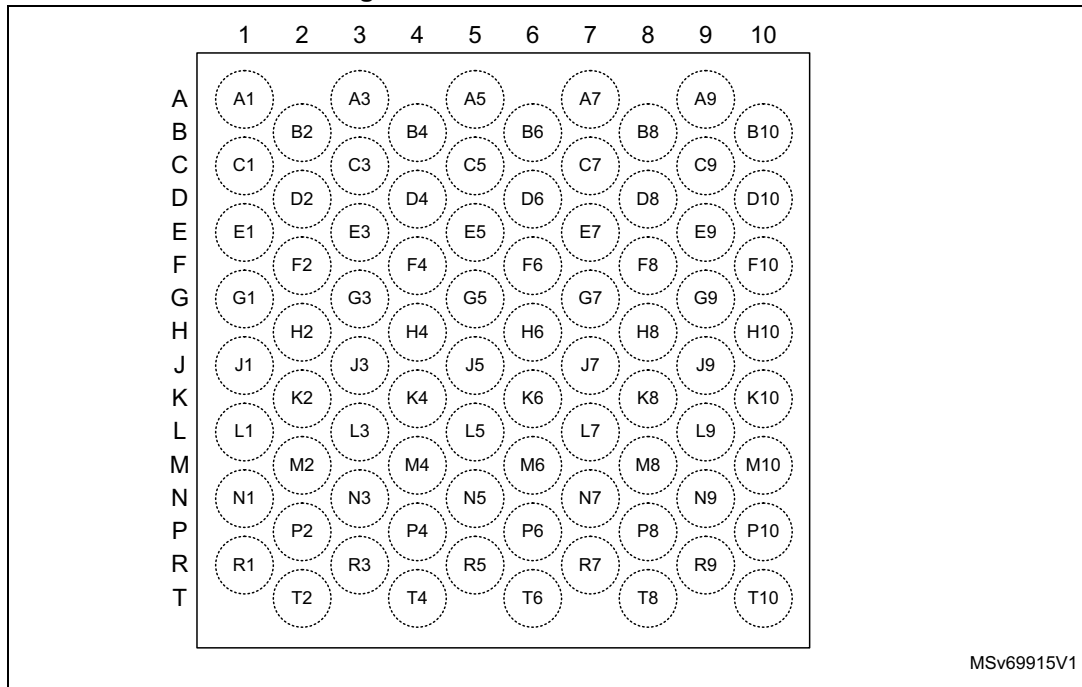 1 2 3 4 5 6 7 8 9 10
A A1 A3 A5 A7 A9
B B2 B4 B6 B8 B10
C C1 C3 C5 C7 C9
D D2 D4 D6 D8 D10
E E1 E3 E5 E7 E9
F F2 F4 F6 F8 F10
G G1 G3 G5 G7 G9
H H2 H4 H6 H8 H10
J J1 J3 J5 J7 J9
K K2 K4 K6 K8 K10
L L1 L3 L5 L7 L9
M M2 M4 M6 M8 M10
N N1 N3 N5 N7 N9
P P2 P4 P6 P8 P10
R R1 R3 R5 R7 R9
T T2 T4 T6 T8 T10
MSv69915V1